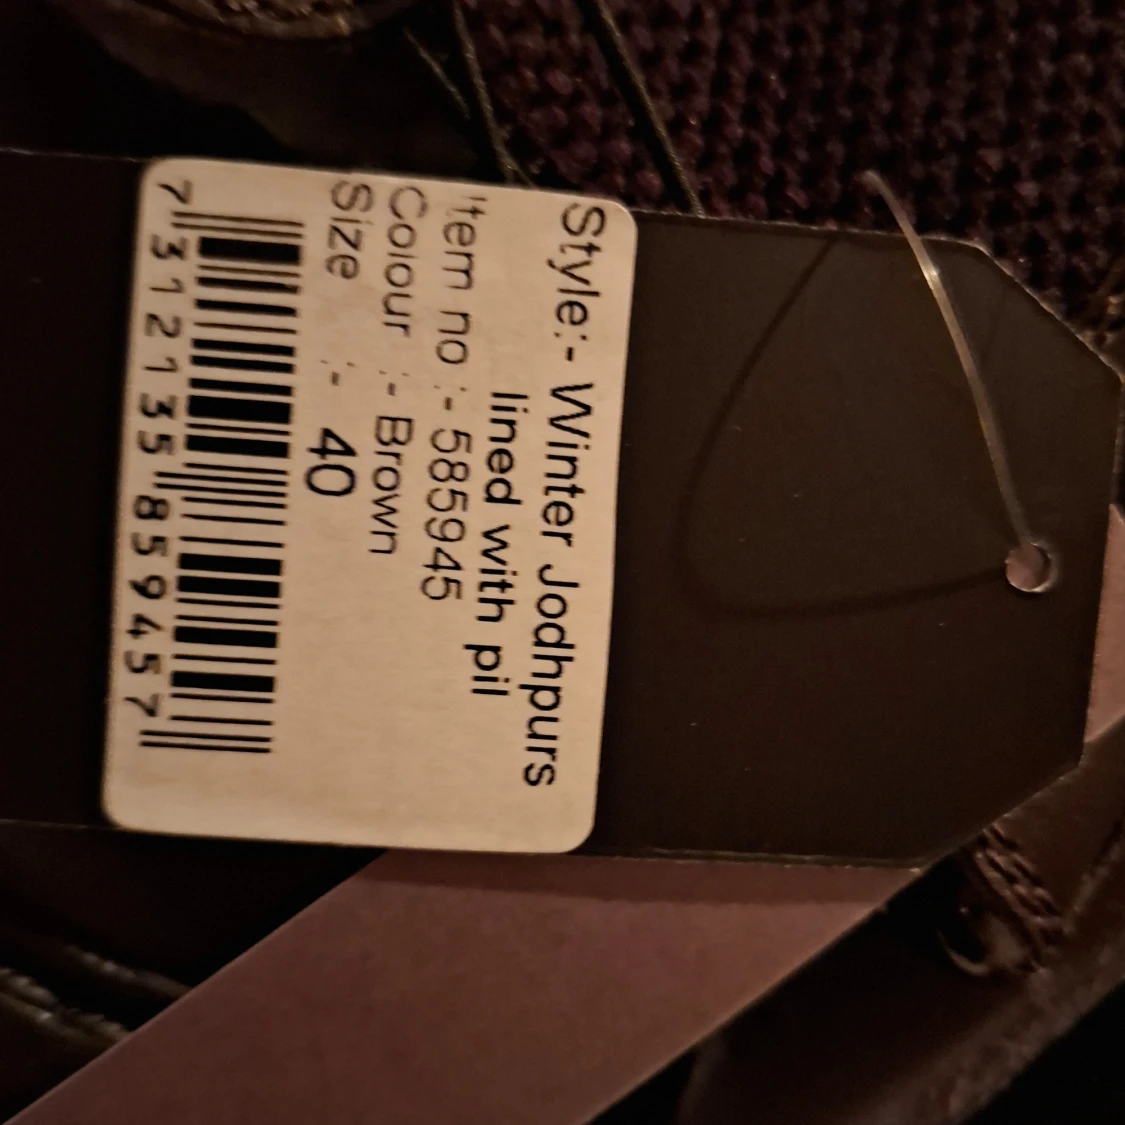 Style:- Winter Jodhpurs
lined with pil
Item no :- 585945
Colour :- Brown
Size :- 40
7 312135 859457